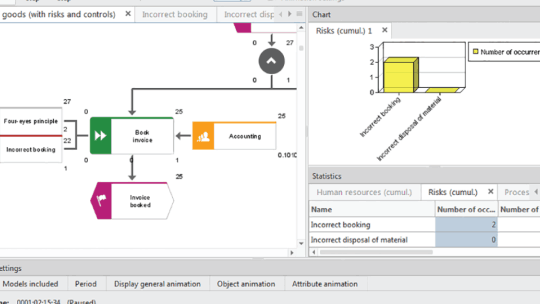 goods (with risks and controls)
Incorrect booking
Incorrect disp
Chart
Risks (cumul.) 1
27
0
0
1
Four-eyes principle
27
2
Incorrect booking
22
1
25
Book
invoice
0
0
1
25
Accounting
0.1010
25
Invoice
booked
3
2
1
0
Incorrect booking
Incorrect disposal of material
Number of occurre
Statistics
Human resources (cumul.)
Risks (cumul.)
Proces
Name
Number of occ...
Number of
Incorrect booking
2
Incorrect disposal of material
0
ettings
Models included
Period
Display general animation
Object animation
Attribute animation
me: 0001:02:15:34 (Paused)